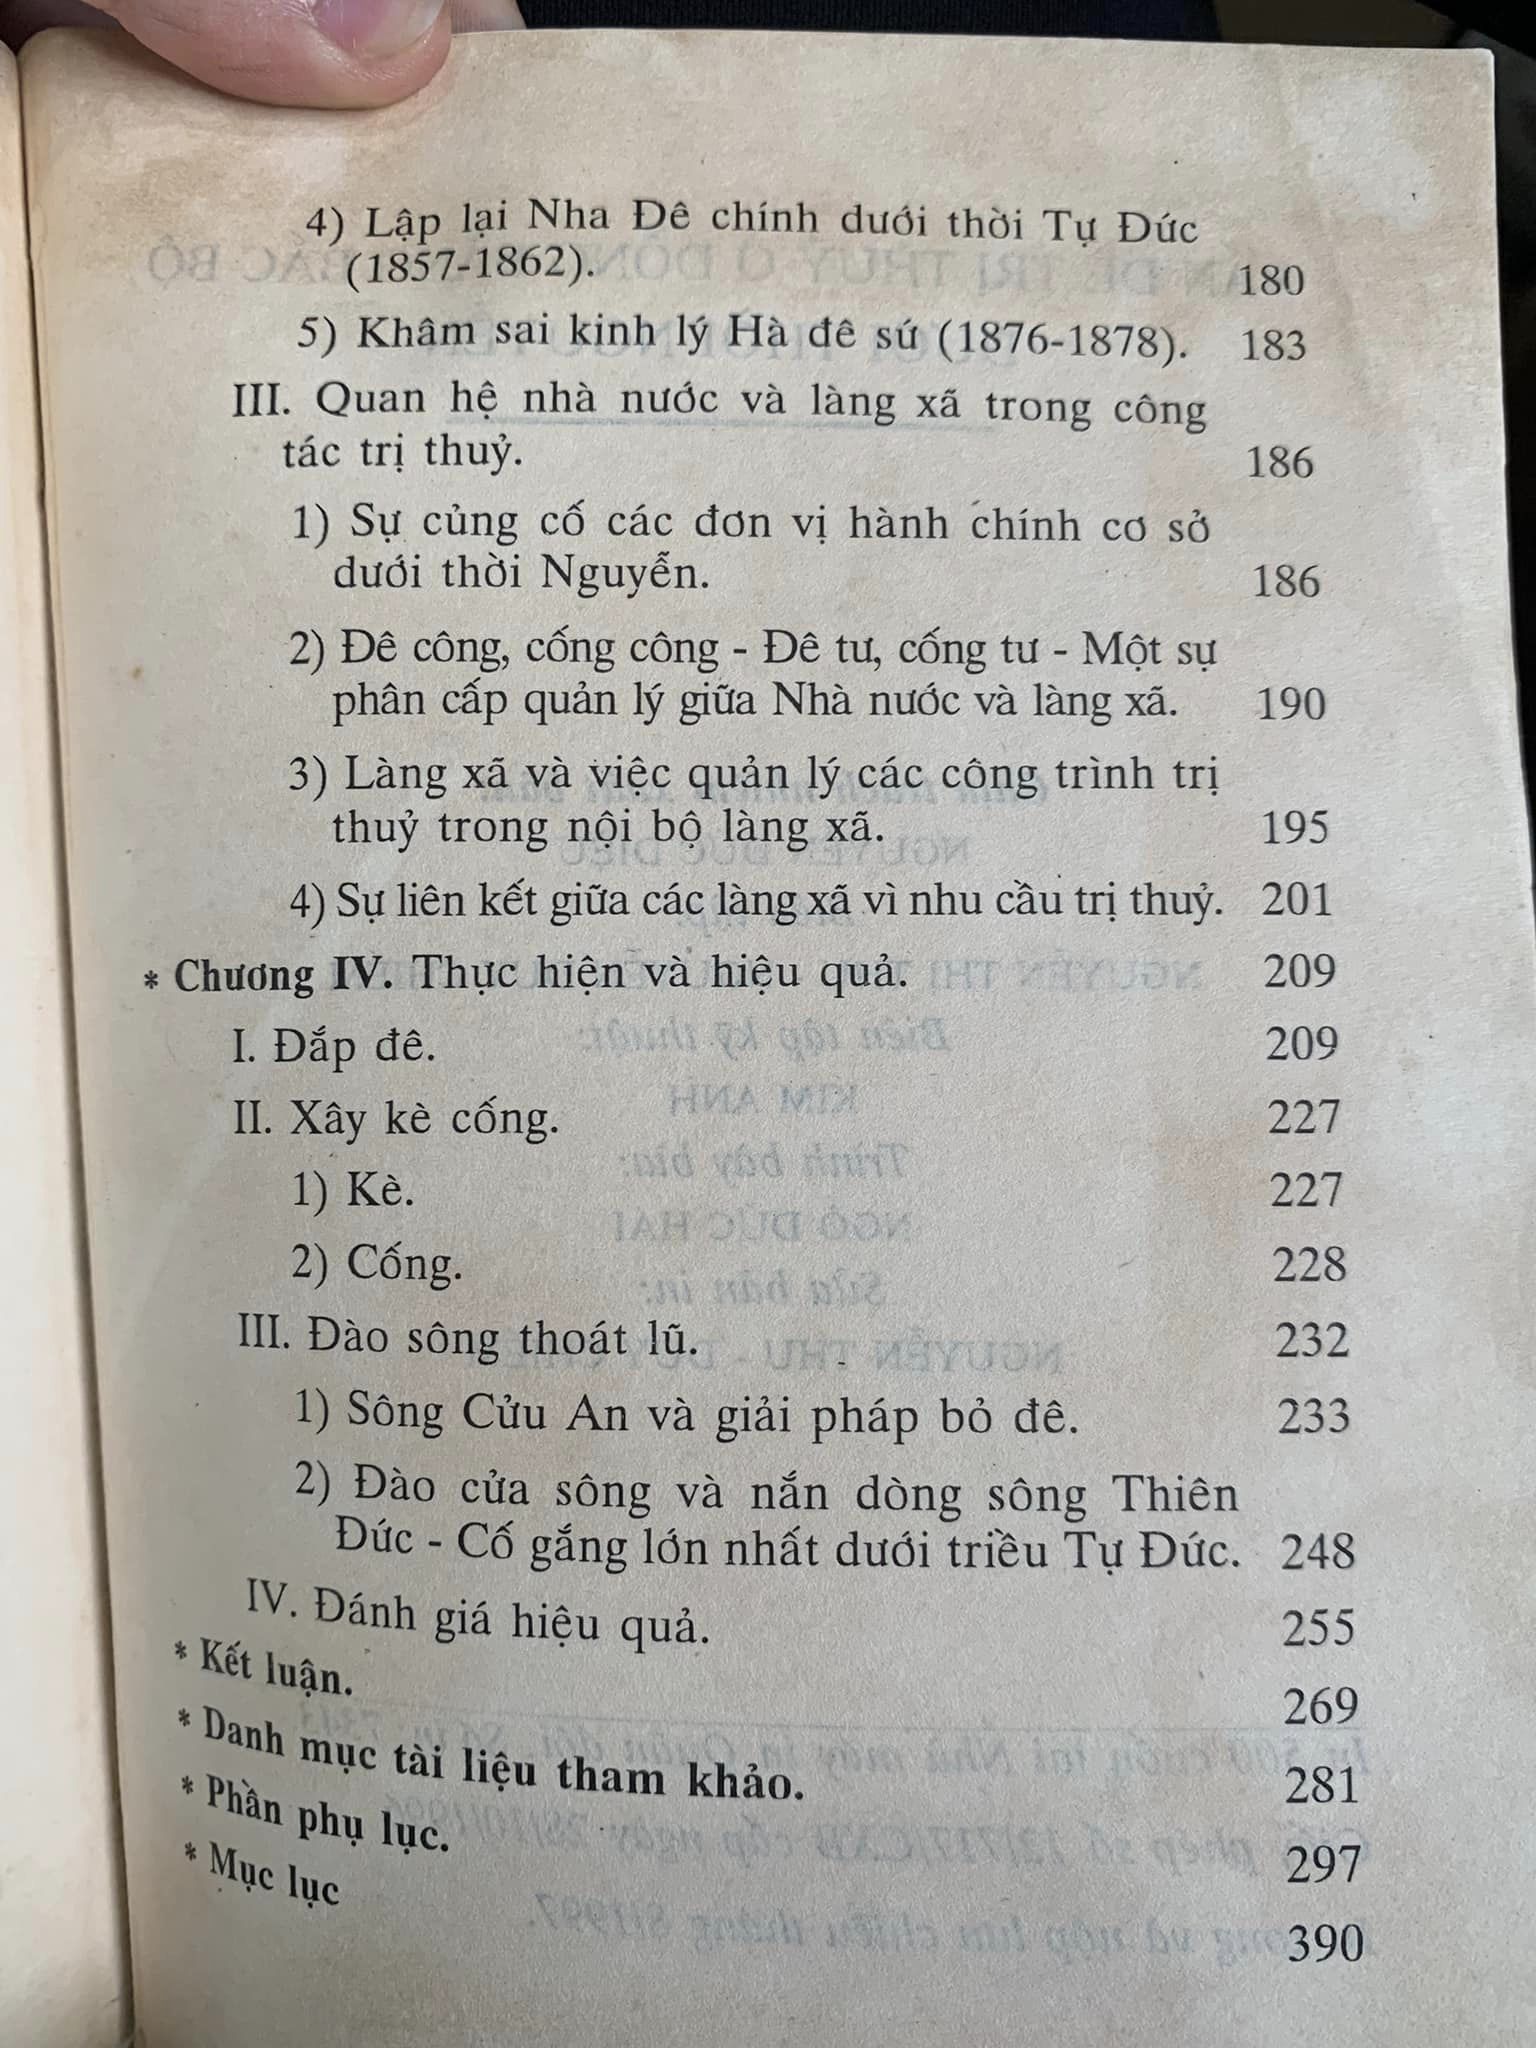 4) Lập lại Nha Đê chính dưới thời Tự Đức
(1857-1862). 180
5) Khâm sai kinh lý Hà đê sứ (1876-1878). 183
III. Quan hệ nhà nước và làng xã trong công
tác trị thuỷ. 186
1) Sự củng cố các đơn vị hành chính cơ sở
dưới thời Nguyễn. 186
2) Đê công, cống công - Đê tư, cống tư - Một sự
phân cấp quản lý giữa Nhà nước và làng xã. 190
3) Làng xã và việc quản lý các công trình trị
thuỷ trong nội bộ làng xã. 195
4) Sự liên kết giữa các làng xã vì nhu cầu trị thuỷ. 201
* Chương IV. Thực hiện và hiệu quả. 209
I. Đắp đê. 209
II. Xây kè cống. 227
1) Kè. 227
2) Cống. 228
III. Đào sông thoát lũ. 232
1) Sông Cửu An và giải pháp bỏ đê. 233
2) Đào cửa sông và nắn dòng sông Thiên
Đức - Cố gắng lớn nhất dưới triều Tự Đức. 248
IV. Đánh giá hiệu quả. 255
* Kết luận. 269
* Danh mục tài liệu tham khảo. 281
* Phần phụ lục. 297
* Mục lục 390